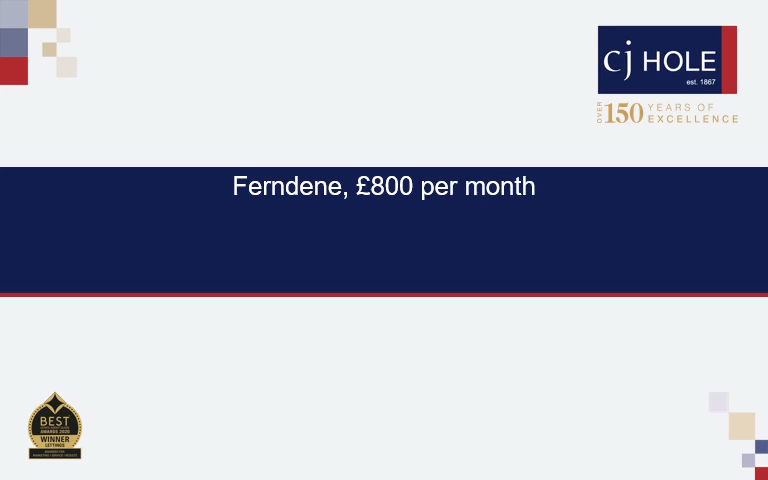 cj HOLE
est. 1867
OVER 150 YEARS OF
EXCELLENCE
Ferndene, £800 per month
BEST
AWARDS 2020
WINNER
LETTINGS